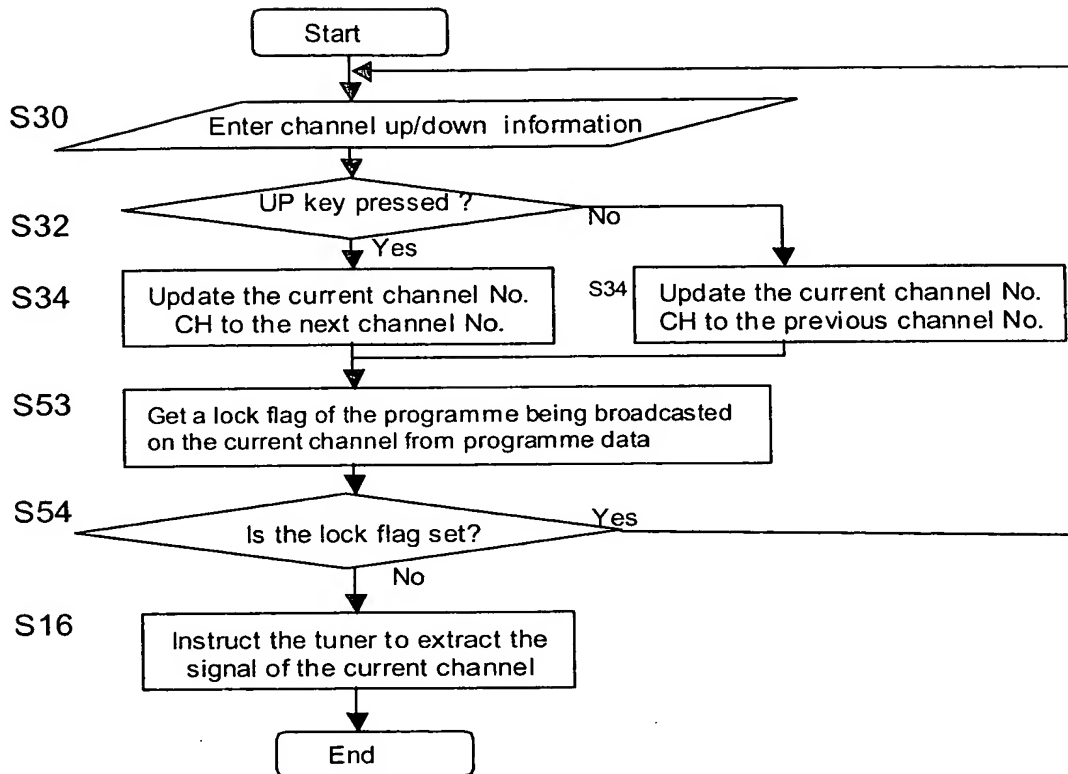 Start
S30
Enter channel up/down information
S32
UP key pressed ?
No
Yes
S34
Update the current channel No.
CH to the next channel No.
S34
Update the current channel No.
CH to the previous channel No.
S53
Get a lock flag of the programme being broadcasted
on the current channel from programme data
S54
Is the lock flag set?
Yes
No
S16
Instruct the tuner to extract the
signal of the current channel
End